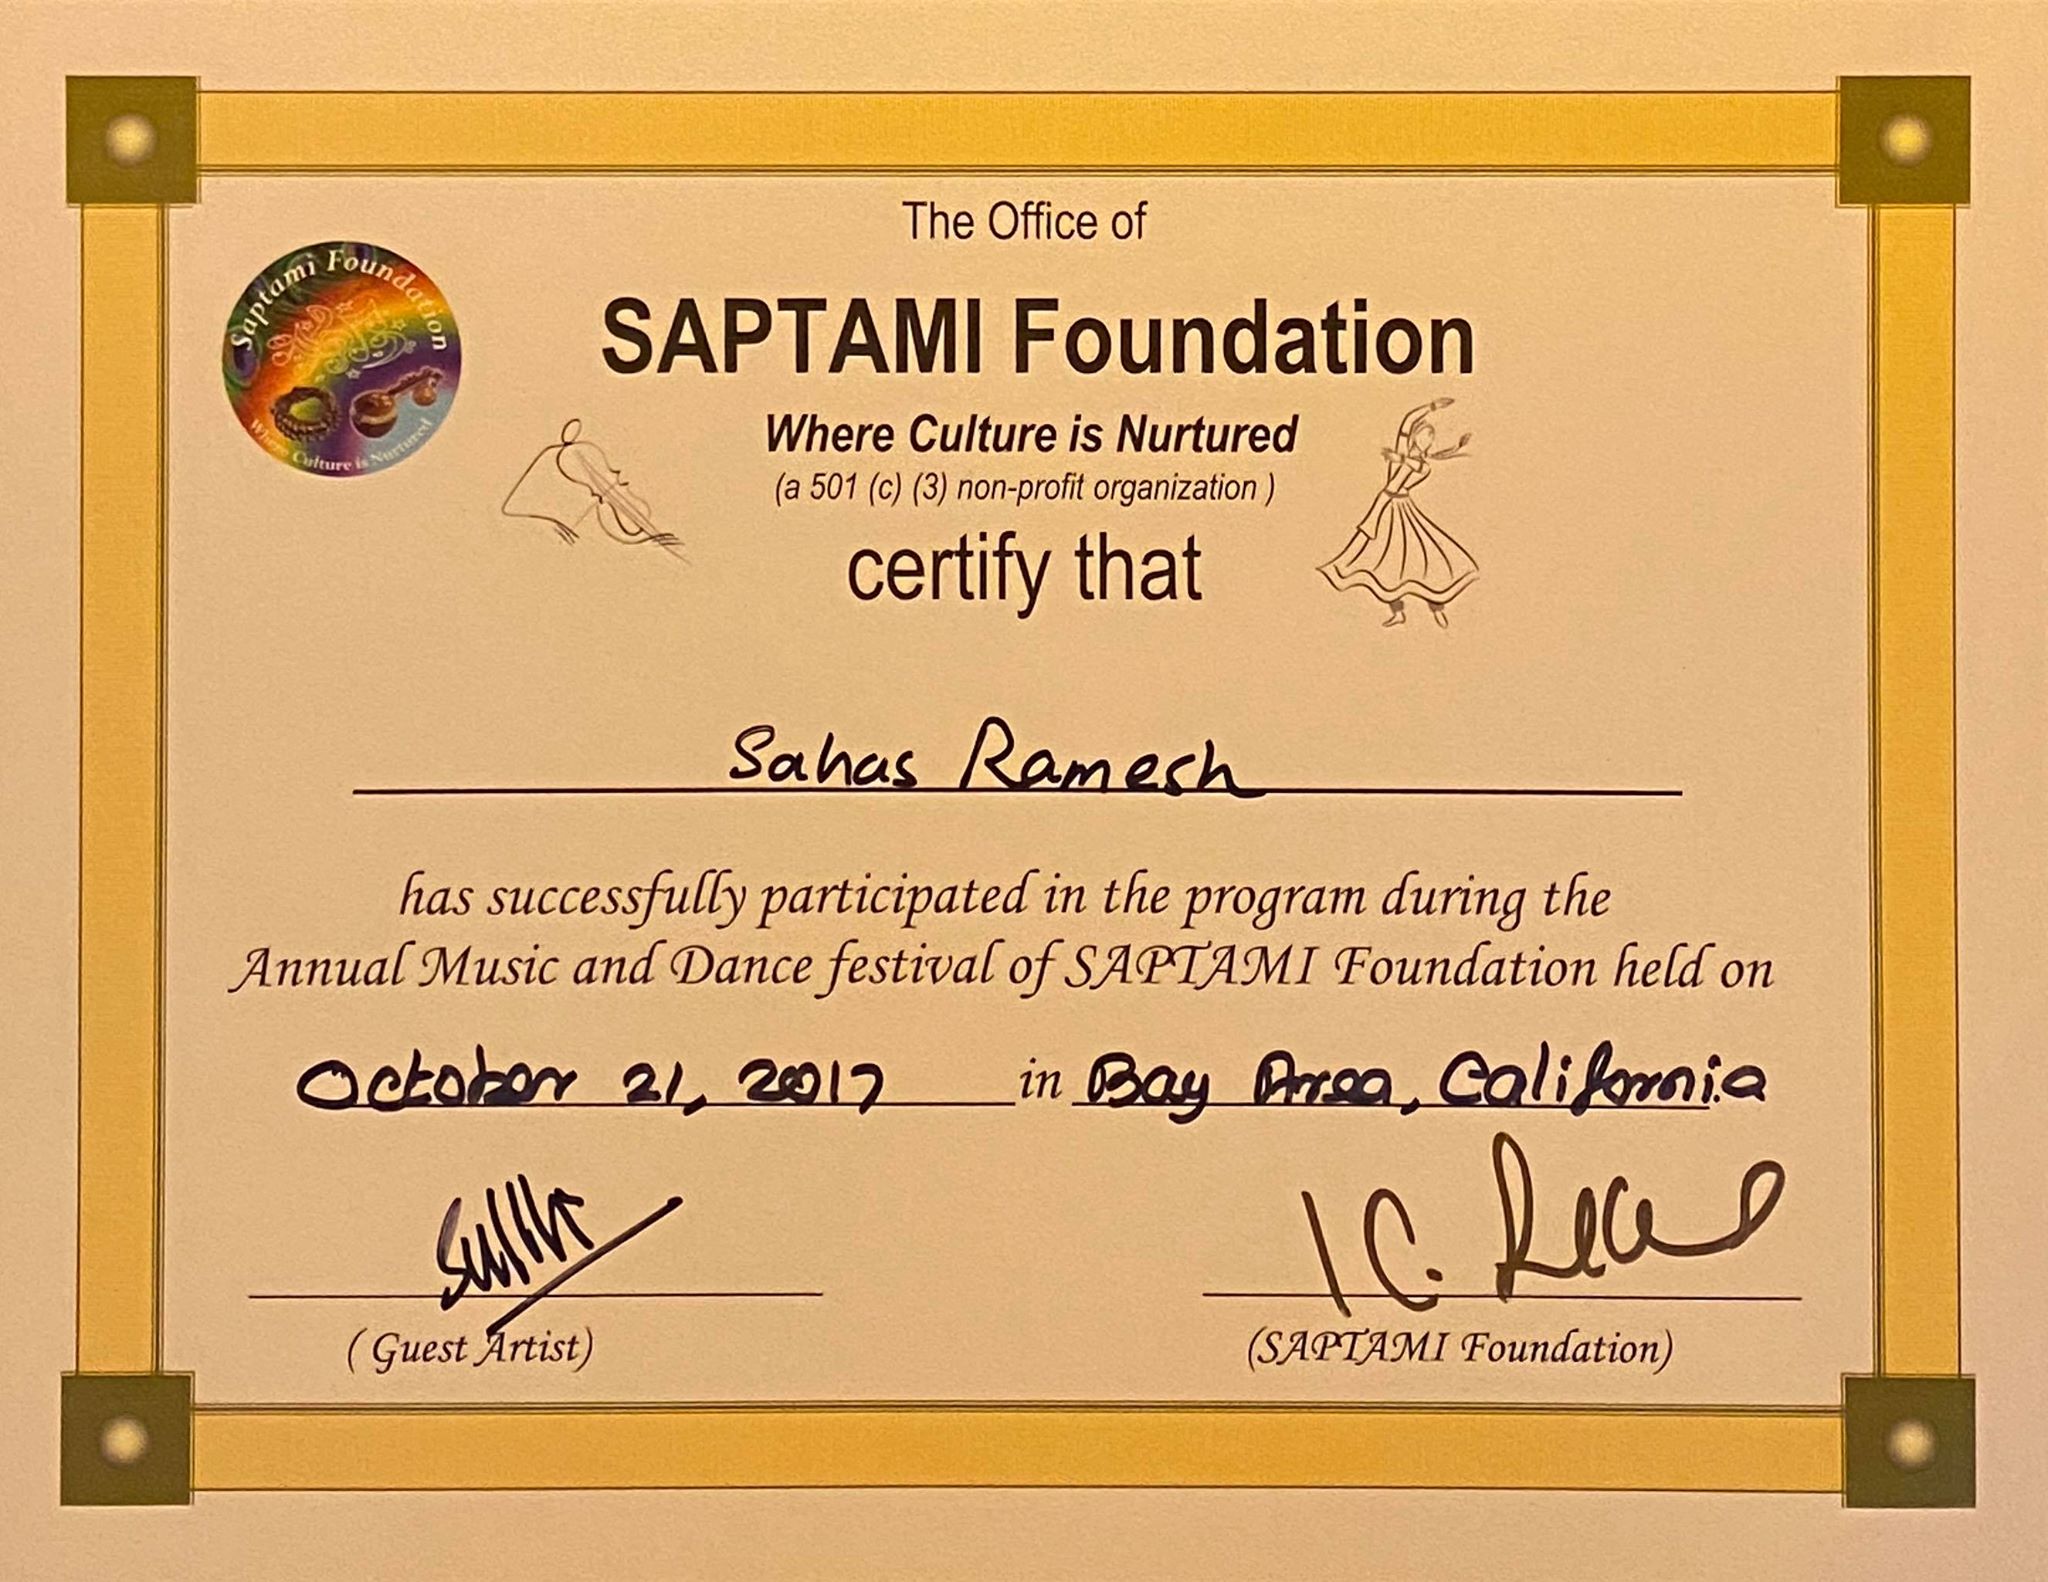 The Office of
Saptami Foundation
SAPTAMI Foundation
Where Culture is Nurtured
Where Culture is Nurtured
(a 501 (c) (3) non-profit organization )
certify that
Sahas Ramesh
has successfully participated in the program during the
Annual Music and Dance festival of SAPTAMI Foundation held on
October 21, 2017 in Bay Area, California
( Guest Artist) (SAPTAMI Foundation)